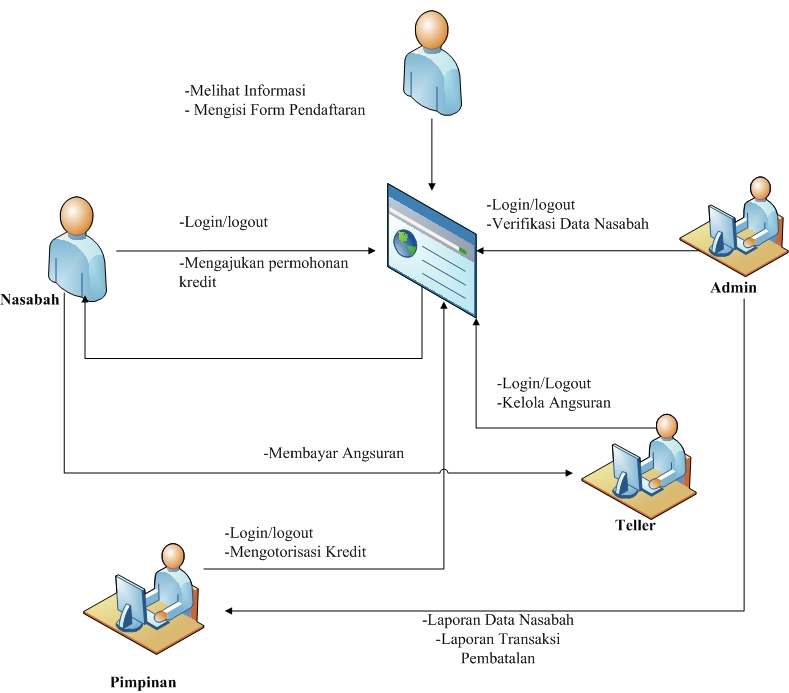 -Melihat Informasi
- Mengisi Form Pendaftaran
-Login/logout
-Mengajukan permohonan
kredit
Nasabah
-Login/logout
-Verifikasi Data Nasabah
Admin
-Login/Logout
- Kelola Angsuran
-Membayar Angsuran
Teller
-Login/logout
-Mengotorisasi Kredit
-Laporan Data Nasabah
-Laporan Transaksi
Pembatalan
Pimpinan